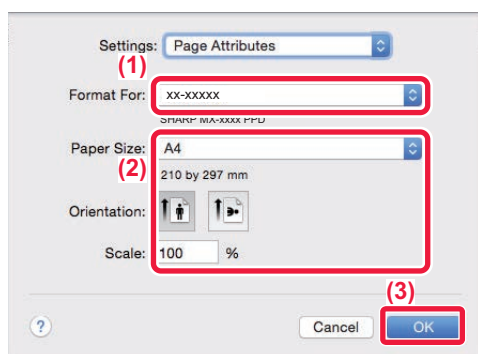 Settings: Page Attributes
(1)
Format For: xx-xxxxx
SHARP MX-xxxx PPD
Paper Size: A4
(2)
210 by 297 mm
Orientation:
Scale: 100 %
(3)
? Cancel OK